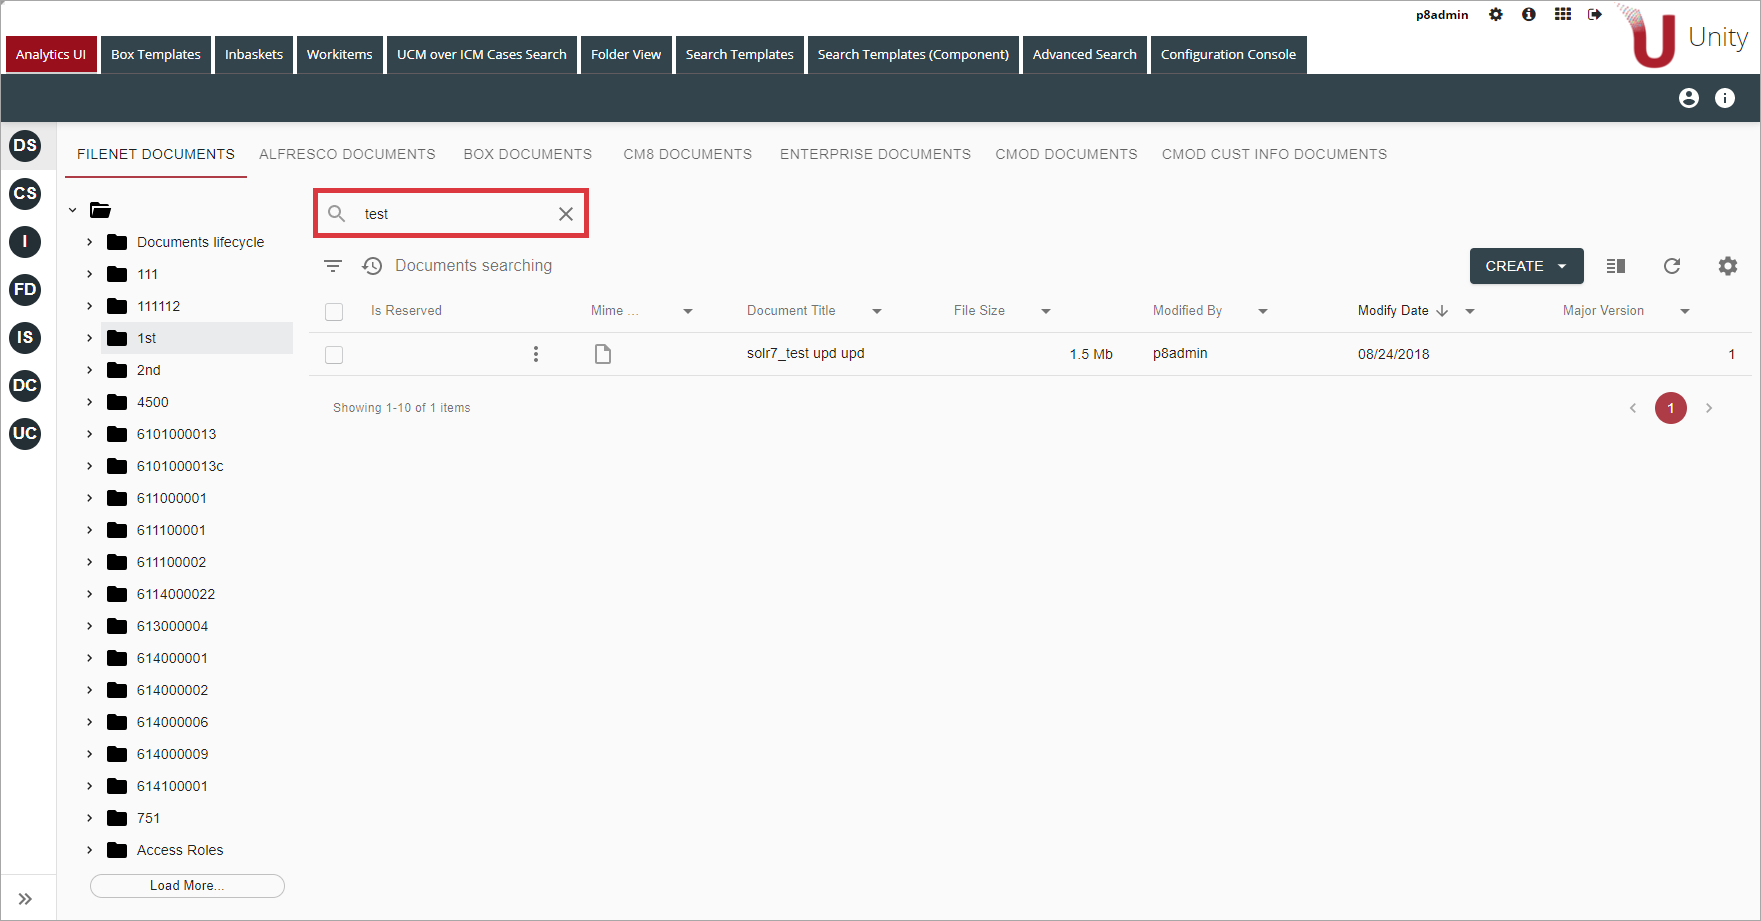 p8admin
Unity
Analytics UI Box Templates Inbaskets Workitems UCM over ICM Cases Search Folder View Search Templates Search Templates (Component) Advanced Search Configuration Console
DS
CS
I
FD
IS
DC
UC
FILENET DOCUMENTS ALFRESCO DOCUMENTS BOX DOCUMENTS CM8 DOCUMENTS ENTERPRISE DOCUMENTS CMOD DOCUMENTS CMOD CUST INFO DOCUMENTS
Documents lifecycle
111
111112
1st
2nd
4500
6101000013
6101000013c
611000001
611100001
611100002
6114000022
613000004
614000001
614000002
614000006
614000009
614100001
751
Access Roles
Load More...
test
Documents searching
CREATE
Is Reserved Mime ... Document Title File Size Modified By Modify Date Major Version
solr7_test upd upd 1.5 Mb p8admin 08/24/2018 1
Showing 1-10 of 1 items
1